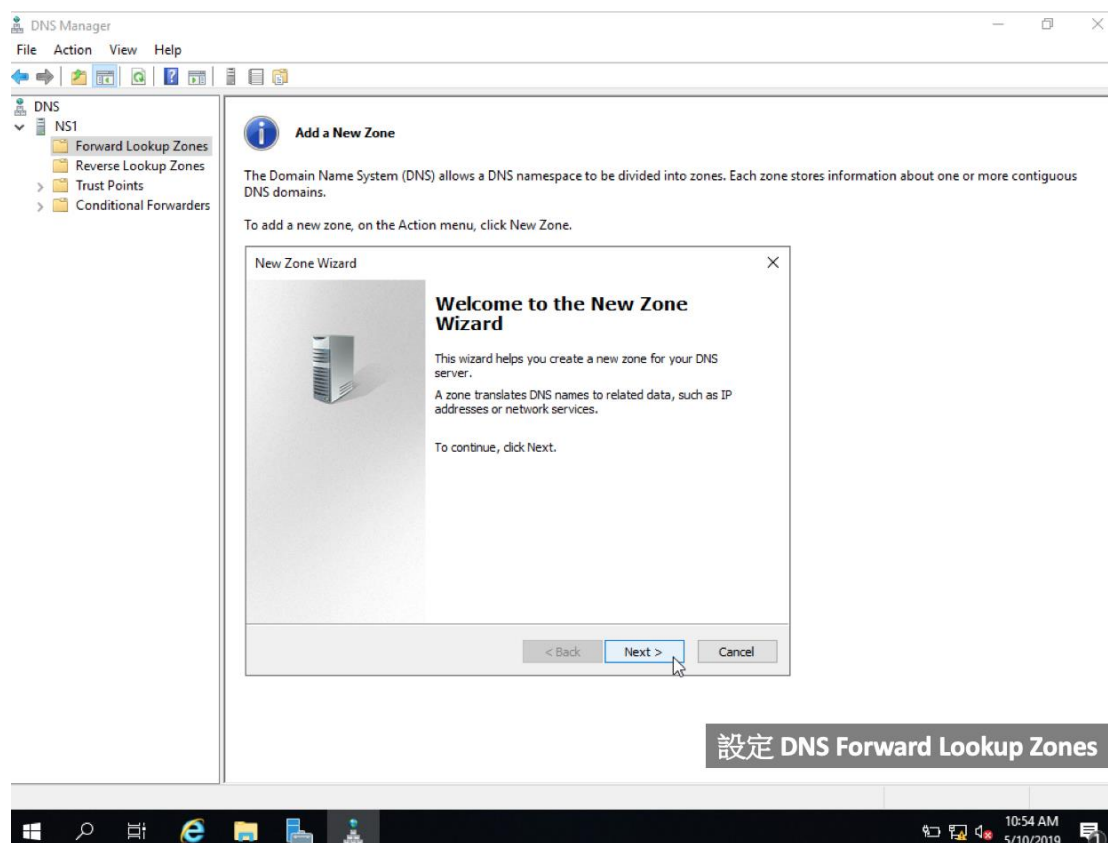 DNS Manager
File Action View Help
DNS
NS1
Forward Lookup Zones
Reverse Lookup Zones
Trust Points
Conditional Forwarders
Add a New Zone
The Domain Name System (DNS) allows a DNS namespace to be divided into zones. Each zone stores information about one or more contiguous
DNS domains.
To add a new zone, on the Action menu, click New Zone.
New Zone Wizard
Welcome to the New Zone
Wizard
This wizard helps you create a new zone for your DNS
server.
A zone translates DNS names to related data, such as IP
addresses or network services.
To continue, click Next.
< Back Next > Cancel
設定 DNS Forward Lookup Zones
10:54 AM
5/10/2019
1